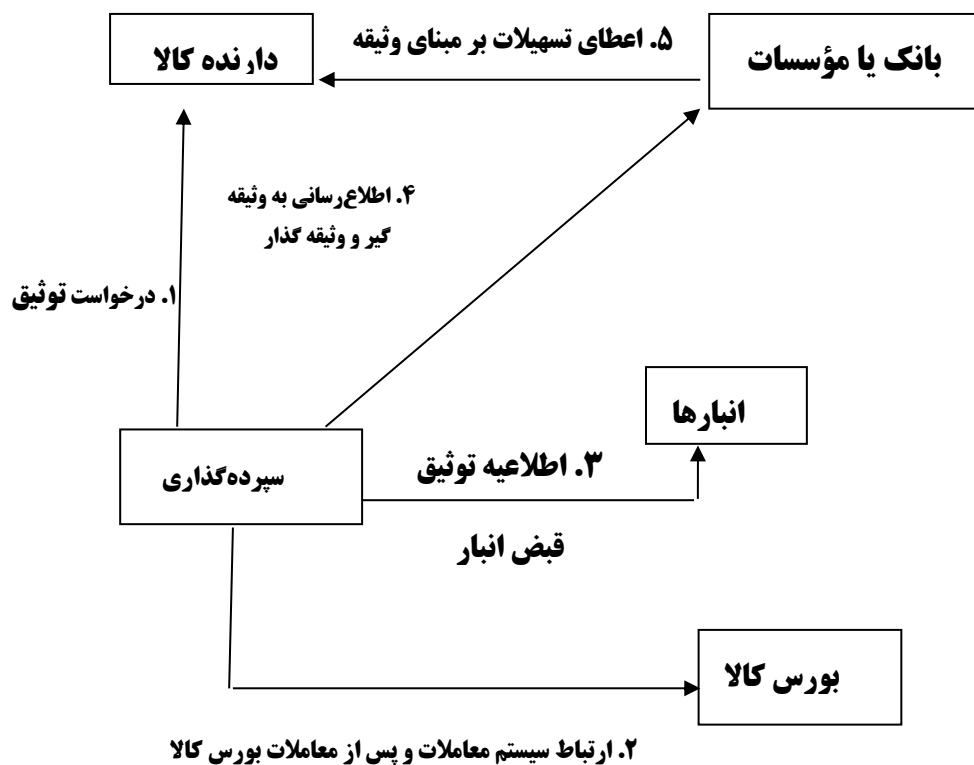 ۵. اعطای تسهیلات بر مبنای وثیقه
بانک یا مؤسسات
دارنده کالا
۴. اطلاع‌رسانی به وثیقه
گیر و وثیقه گذار
۱. درخواست توثیق
انبارها
سپرده‌گذاری
۳. اطلاعیه توثیق
قبض انبار
بورس کالا
۲. ارتباط سیستم معاملات و پس از معاملات بورس کالا